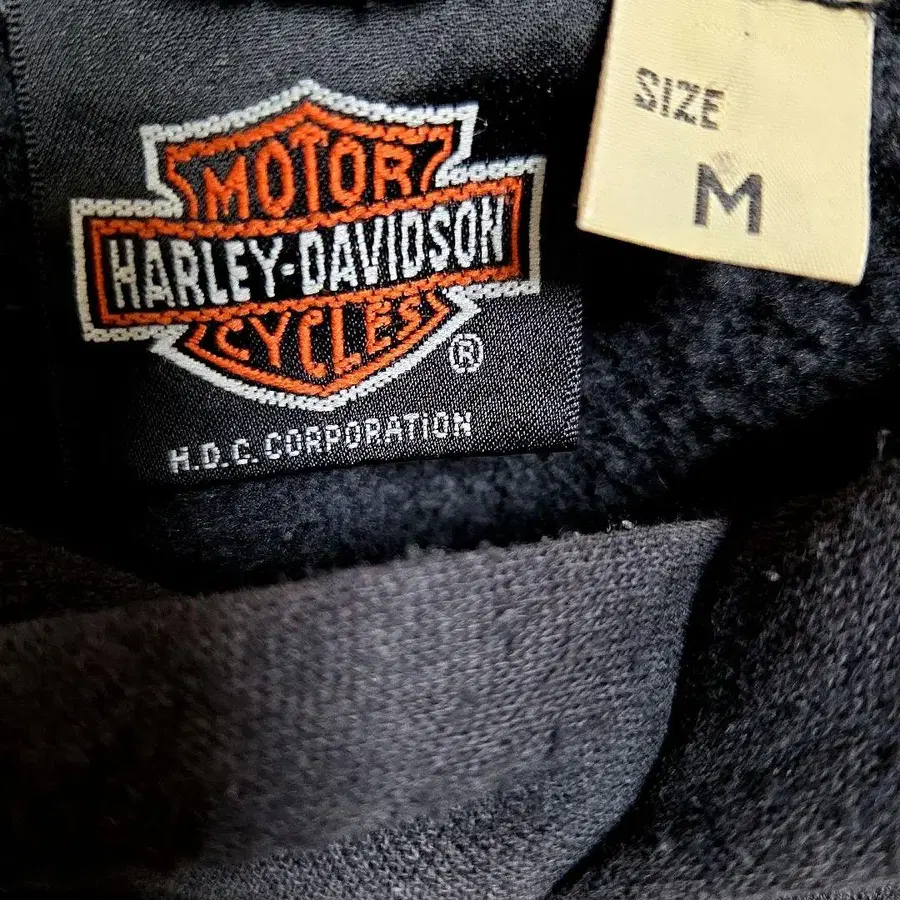 MOTOR
HARLEY-DAVIDSON
CYCLES
®
H.D.C. CORPORATION
SIZE
M